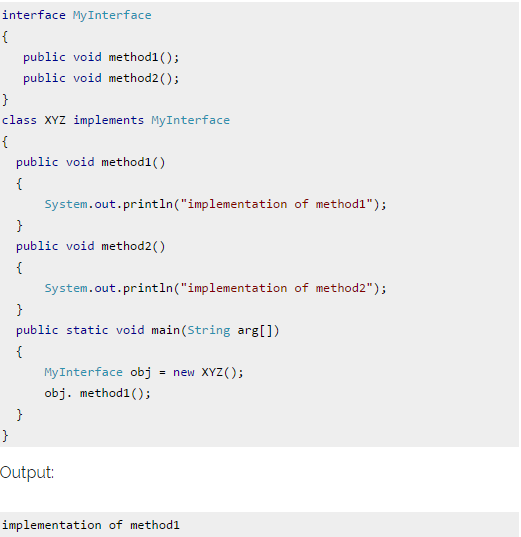 interface MyInterface
{
   public void method1();
   public void method2();
}
class XYZ implements MyInterface
{
  public void method1()
  {
      System.out.println("implementation of method1");
  }
  public void method2()
  {
      System.out.println("implementation of method2");
  }
  public static void main(String arg[])
  {
      MyInterface obj = new XYZ();
      obj. method1();
  }
}
Output:
implementation of method1